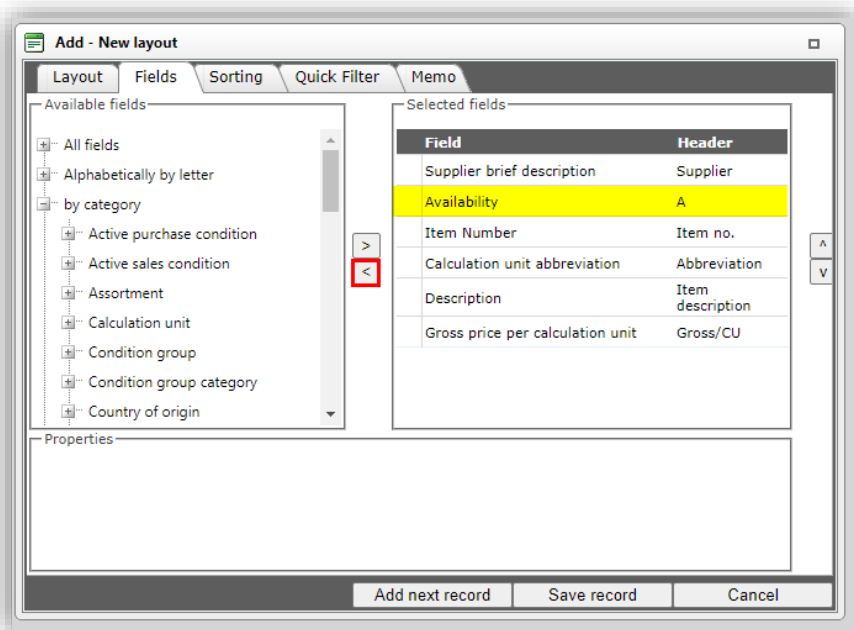 Add - New layout
Layout Fields Sorting Quick Filter Memo
Available fields
All fields
Alphabetically by letter
by category
Active purchase condition
Active sales condition
Assortment
Calculation unit
Condition group
Condition group category
Country of origin
>
<
Selected fields
Field Header
Supplier brief description Supplier
Availability A
Item Number Item no.
Calculation unit abbreviation Abbreviation
Description Item
description
Gross price per calculation unit Gross/CU
^
v
Properties
Add next record Save record Cancel